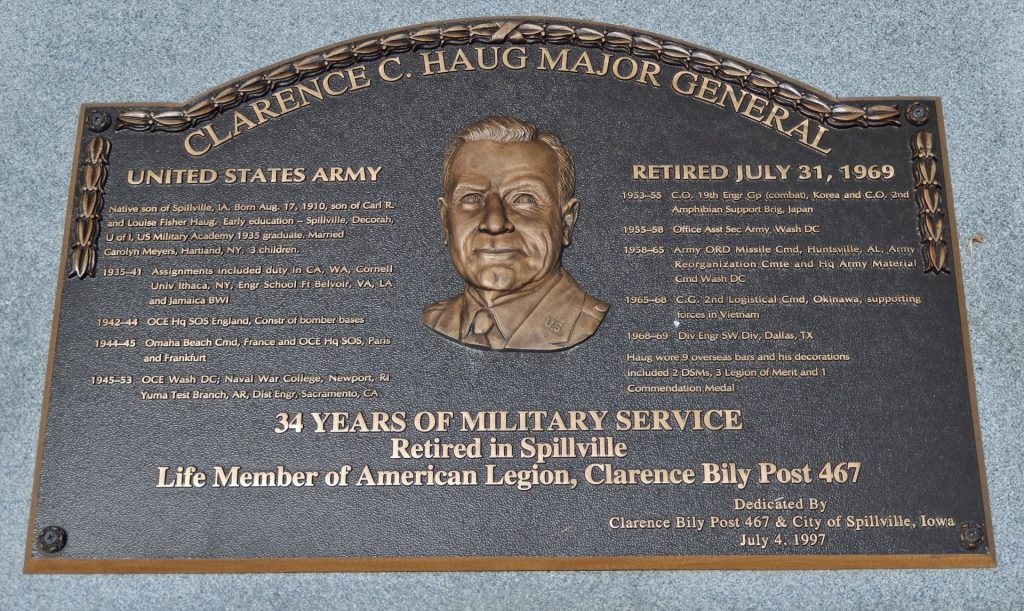 CLARENCE C. HAUG MAJOR GENERAL
UNITED STATES ARMY
Native son of Spillville, IA. Born Aug. 17, 1910, son of Carl R.
and Louise Fisher Haug. Early education – Spillville, Decorah,
U of I, US Military Academy 1935 graduate. Married
Carolyn Meyers, Hartland, NY. 3 children.
1935–41 Assignments included duty in CA, WA, Cornell
Univ Ithaca, NY, Engr School Ft Belvoir, VA, LA
and Jamaica BWI
1942–44 OCE Hq SOS England, Constr of bomber bases
1944–45 Omaha Beach Cmd, France and OCE Hq SOS, Paris
and Frankfurt
1945–53 OCE Wash DC; Naval War College, Newport, RI
Yuma Test Branch, AR, Dist Engr, Sacramento, CA
U.S.
RETIRED JULY 31, 1969
1953–55 C.O. 19th Engr Gp (combat), Korea and C.O. 2nd
Amphibian Support Brig, Japan
1955–58 Office Asst Sec Army, Wash DC
1958–65 Army ORD Missile Cmd, Huntsville, AL, Army
Reorganization Cmte and Hq Army Material
Cmd Wash DC
1965–68 C.G. 2nd Logistical Cmd, Okinawa, supporting
forces in Vietnam
1968–69 Div Engr SW Div, Dallas, TX
Haug wore 9 overseas bars and his decorations
included 2 DSMs, 3 Legion of Merit and 1
Commendation Medal
34 YEARS OF MILITARY SERVICE
Retired in Spillville
Life Member of American Legion, Clarence Bily Post 467
Dedicated By
Clarence Bily Post 467 & City of Spillville, Iowa
July 4, 1997